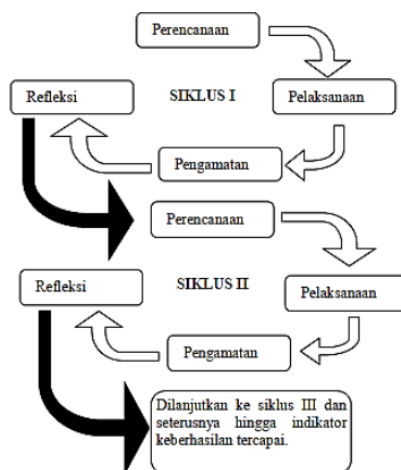 Perencanaan
Refleksi
SIKLUS I
Pelaksanaan
Pengamatan
Perencanaan
Refleksi
SIKLUS II
Pelaksanaan
Pengamatan
Dilanjutkan ke siklus III dan
seterusnya hingga indikator
keberhasilan tercapai.